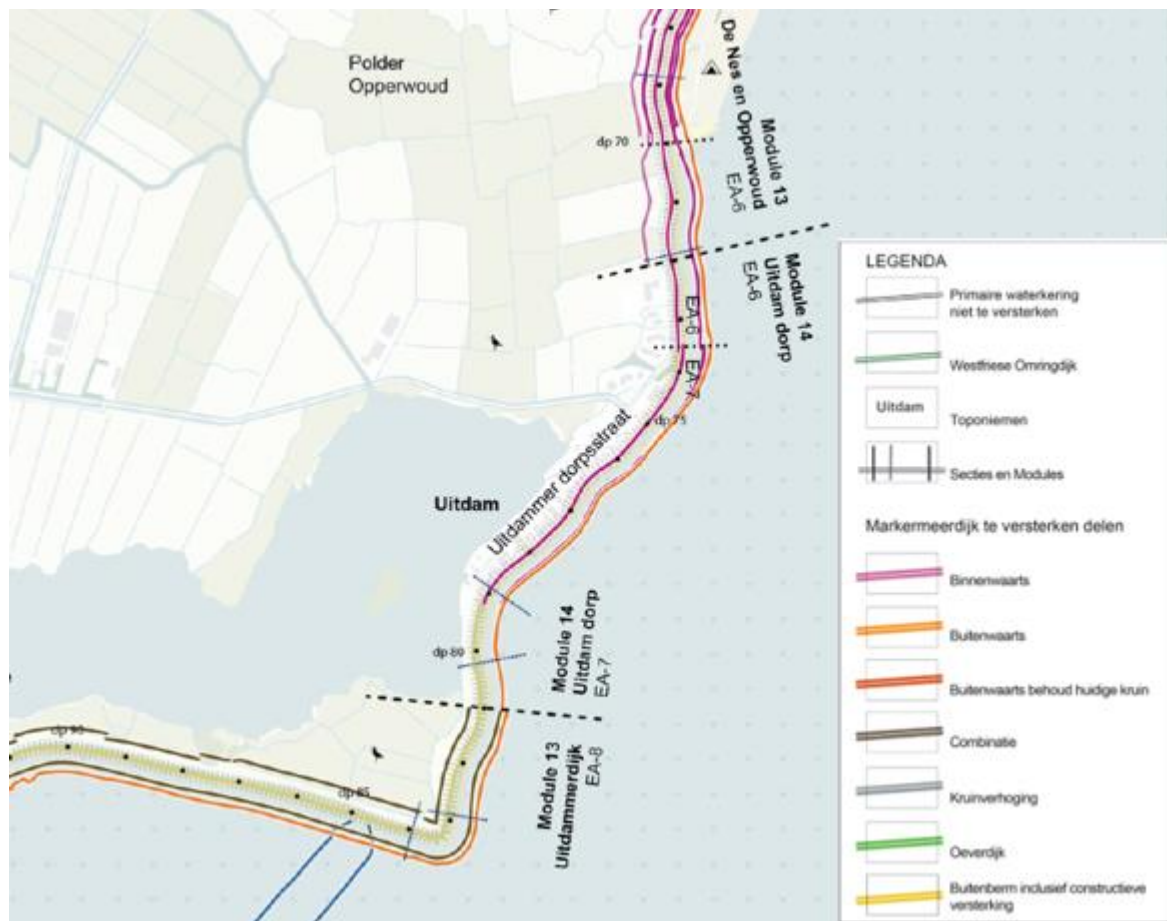 Polder
Opperwoud
De Nes en Opperwoud
Module 13
EA-6
dp 70
Module 14
Uitdam dorp
EA-6
EA-6
EA-7
dp 75
Uitdammer dorpsstraat
Uitdam
Module 14
Uitdam dorp
EA-7
dp 80
Module 13
Uitdammerdijk
EA-8
dp 90
dp 85
LEGENDA
Primaire waterkering
niet te versterken
Westfriese Omringdijk
Uitdam
Toponiemen
Secties en Modules
Markermeerdijk te versterken delen
Binnenwaarts
Buitenwaarts
Buitenwaarts behoud huidige kruin
Combinatie
Kruinverhoging
Oeverdijk
Buitenberm inclusief constructieve
versterking